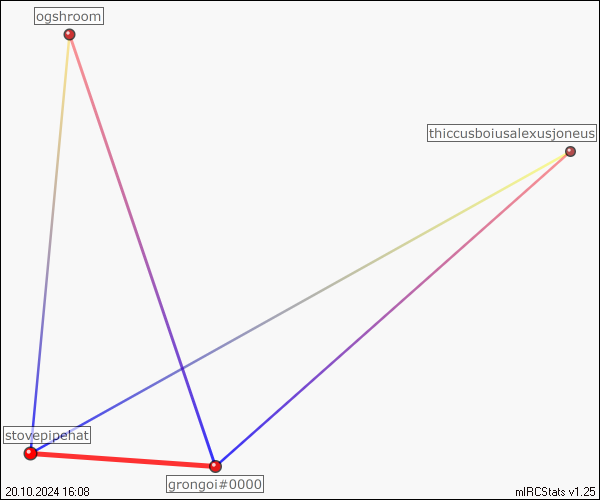 ogshroom
thiccusboiusalexusjoneus
stovepipehat
grongoi#0000
20.10.2024 16:08
mIRCStats v1.25